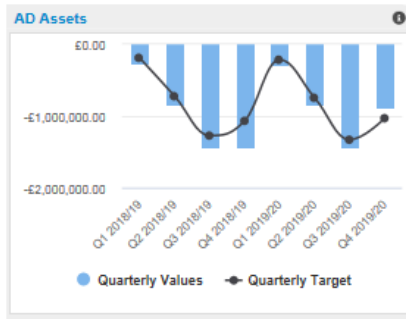 AD Assets
£0.00
-£1,000,000.00
-£2,000,000.00
Q1 2018/19
Q2 2018/19
Q3 2018/19
Q4 2018/19
Q1 2019/20
Q2 2019/20
Q3 2019/20
Q4 2019/20
Quarterly Values
Quarterly Target